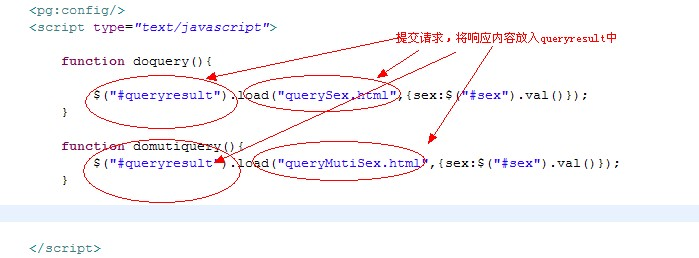 <pg:config/>
<script type="text/javascript">
提交请求，将响应内容放入queryresult中
function doquery(){
$("#queryresult").load("querySex.html",{sex:$("#sex").val()});
}
function domutiquery(){
$("#queryresult").load("queryMutiSex.html",{sex:$("#sex").val()});
}
</script>